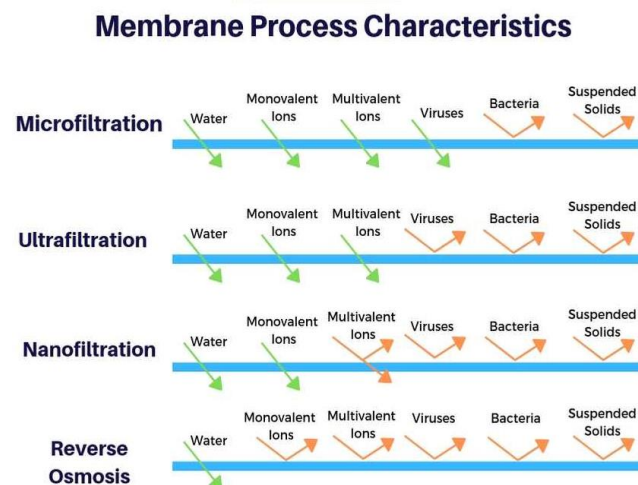 Membrane Process Characteristics
Microfiltration
Water
Monovalent
Ions
Multivalent
Ions
Viruses
Bacteria
Suspended
Solids
Ultrafiltration
Water
Monovalent
Ions
Multivalent
Ions
Viruses
Bacteria
Suspended
Solids
Nanofiltration
Water
Monovalent
Ions
Multivalent
Ions
Viruses
Bacteria
Suspended
Solids
Reverse
Osmosis
Water
Monovalent
Ions
Multivalent
Ions
Viruses
Bacteria
Suspended
Solids